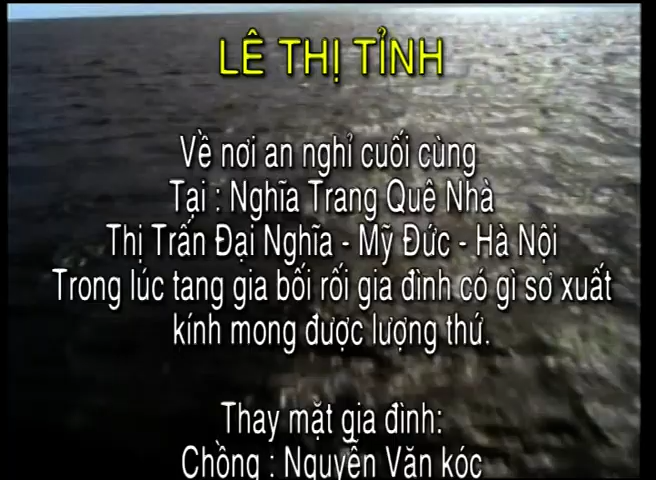 LÊ THỊ TỈNH
Về nơi an nghỉ cuối cùng
Tại : Nghĩa Trang Quê Nhà
Thị Trấn Đại Nghĩa - Mỹ Đức - Hà Nội
Trong lúc tang gia bối rối gia đình có gì sơ xuất
kính mong được lượng thứ.
Thay mặt gia đình:
Chồng : Nguyễn Văn kóc